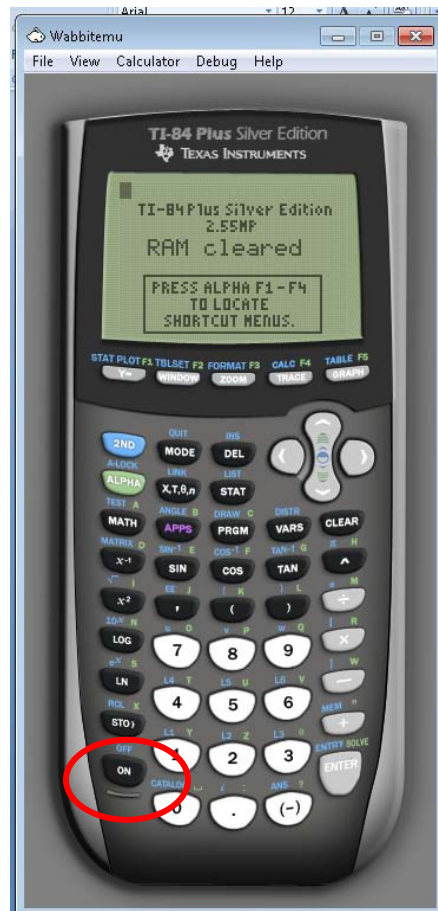 Arial 12 A A
Wabbitemu
File View Calculator Debug Help
TI-84 Plus Silver Edition
TEXAS INSTRUMENTS
TI-84 Plus Silver Edition
2.55MP
RAM cleared
PRESS ALPHA F1-F4
TO LOCATE
SHORTCUT MENUS.
STAT PLOT F1 TBLSET F2 FORMAT F3 CALC F4 TABLE F5
Y= WINDOW ZOOM TRACE GRAPH
QUIT INS
2ND MODE DEL
A-LOCK LINK LIST
ALPHA X,T,θ,n STAT
TEST A ANGLE B DRAW C DISTR
MATH APPS PRGM VARS CLEAR
MATRIX D SIN-1 E COS-1 F TAN-1 G π H
x-1 SIN COS TAN ^
√ I EE J { K } L e M
x² , ( ) ÷
10x N u O v P w Q [ R
LOG 7 8 9 ×
ex S L4 T L5 U L6 V ] W
LN 4 5 6 −
RCL X L1 Y L2 Z L3 θ MEM "
STO› 1 2 3 +
OFF CATALOG i : ANS ? ENTRY SOLVE
ON 0 . (-) ENTER